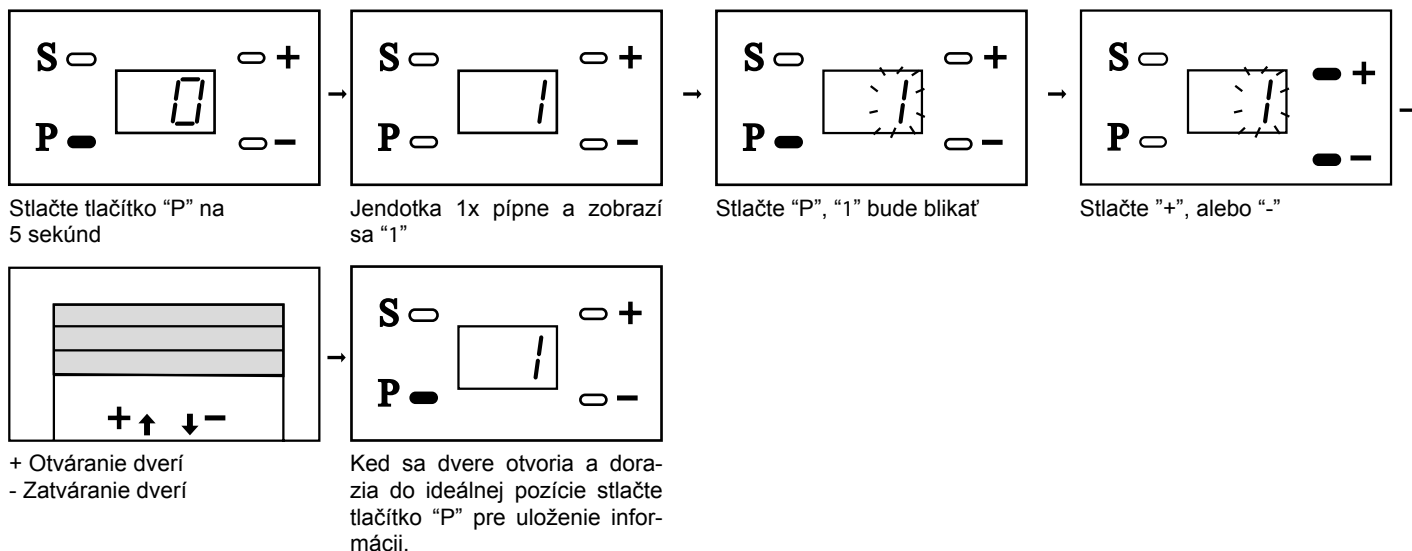 S +
0
P −
S +
1
P −
S +
1
P −
S +
1
P −
Stlačte tlačítko “P” na
5 sekúnd
Jendotka 1x pípne a zobrazí
sa “1”
Stlačte “P”, “1” bude blikať
Stlačte ”+”, alebo “-”
+ −
S +
1
P −
+ Otváranie dverí
- Zatváranie dverí
Ked sa dvere otvoria a dora-
zia do ideálnej pozície stlačte
tlačítko “P” pre uloženie infor-
mácii.